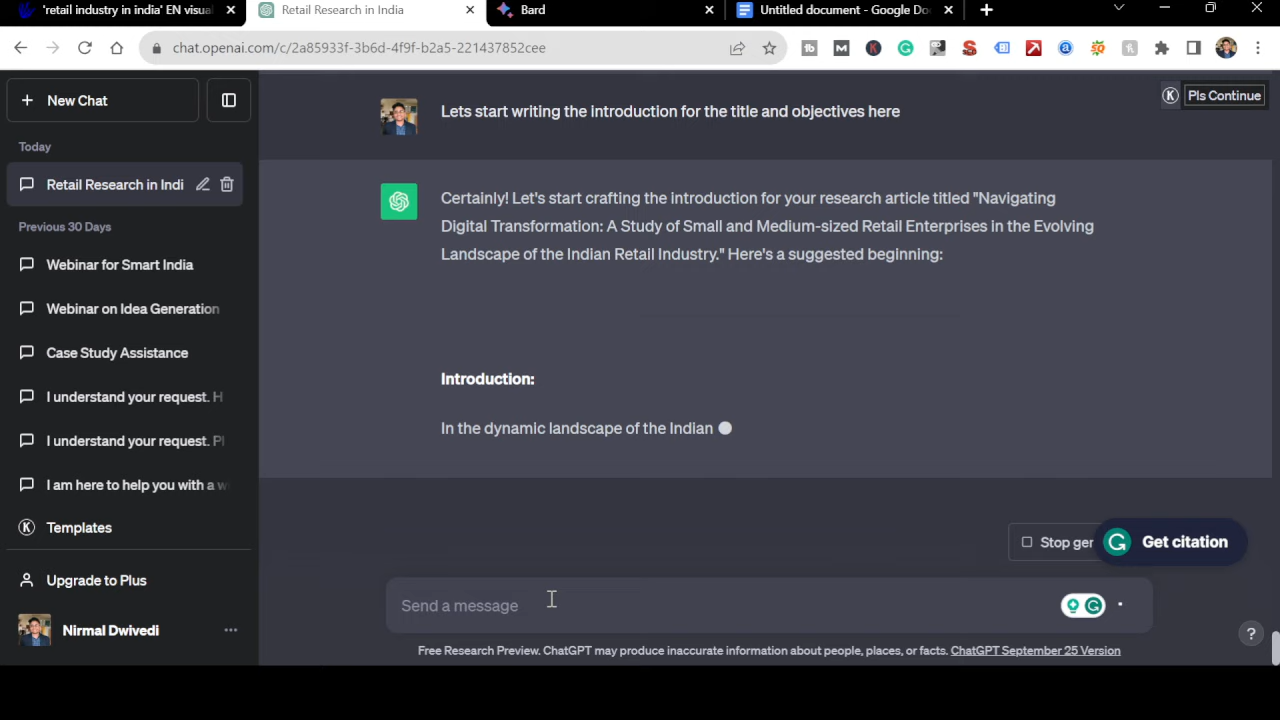 'retail industry in india' EN visual
Retail Research in India
Bard
Untitled document - Google Do
chat.openai.com/c/2a85933f-3b6d-4f9f-b2a5-221437852cee
New Chat
Today
Retail Research in Indi
Previous 30 Days
Webinar for Smart India
Webinar on Idea Generation
Case Study Assistance
I understand your request. H
I understand your request. Pl
I am here to help you with a w
Templates
Upgrade to Plus
Nirmal Dwivedi
Pls Continue
Lets start writing the introduction for the title and objectives here
Certainly! Let's start crafting the introduction for your research article titled "Navigating
Digital Transformation: A Study of Small and Medium-sized Retail Enterprises in the Evolving
Landscape of the Indian Retail Industry." Here's a suggested beginning:
Introduction:
In the dynamic landscape of the Indian
Stop ger
Get citation
Send a message
Free Research Preview. ChatGPT may produce inaccurate information about people, places, or facts. ChatGPT September 25 Version
?